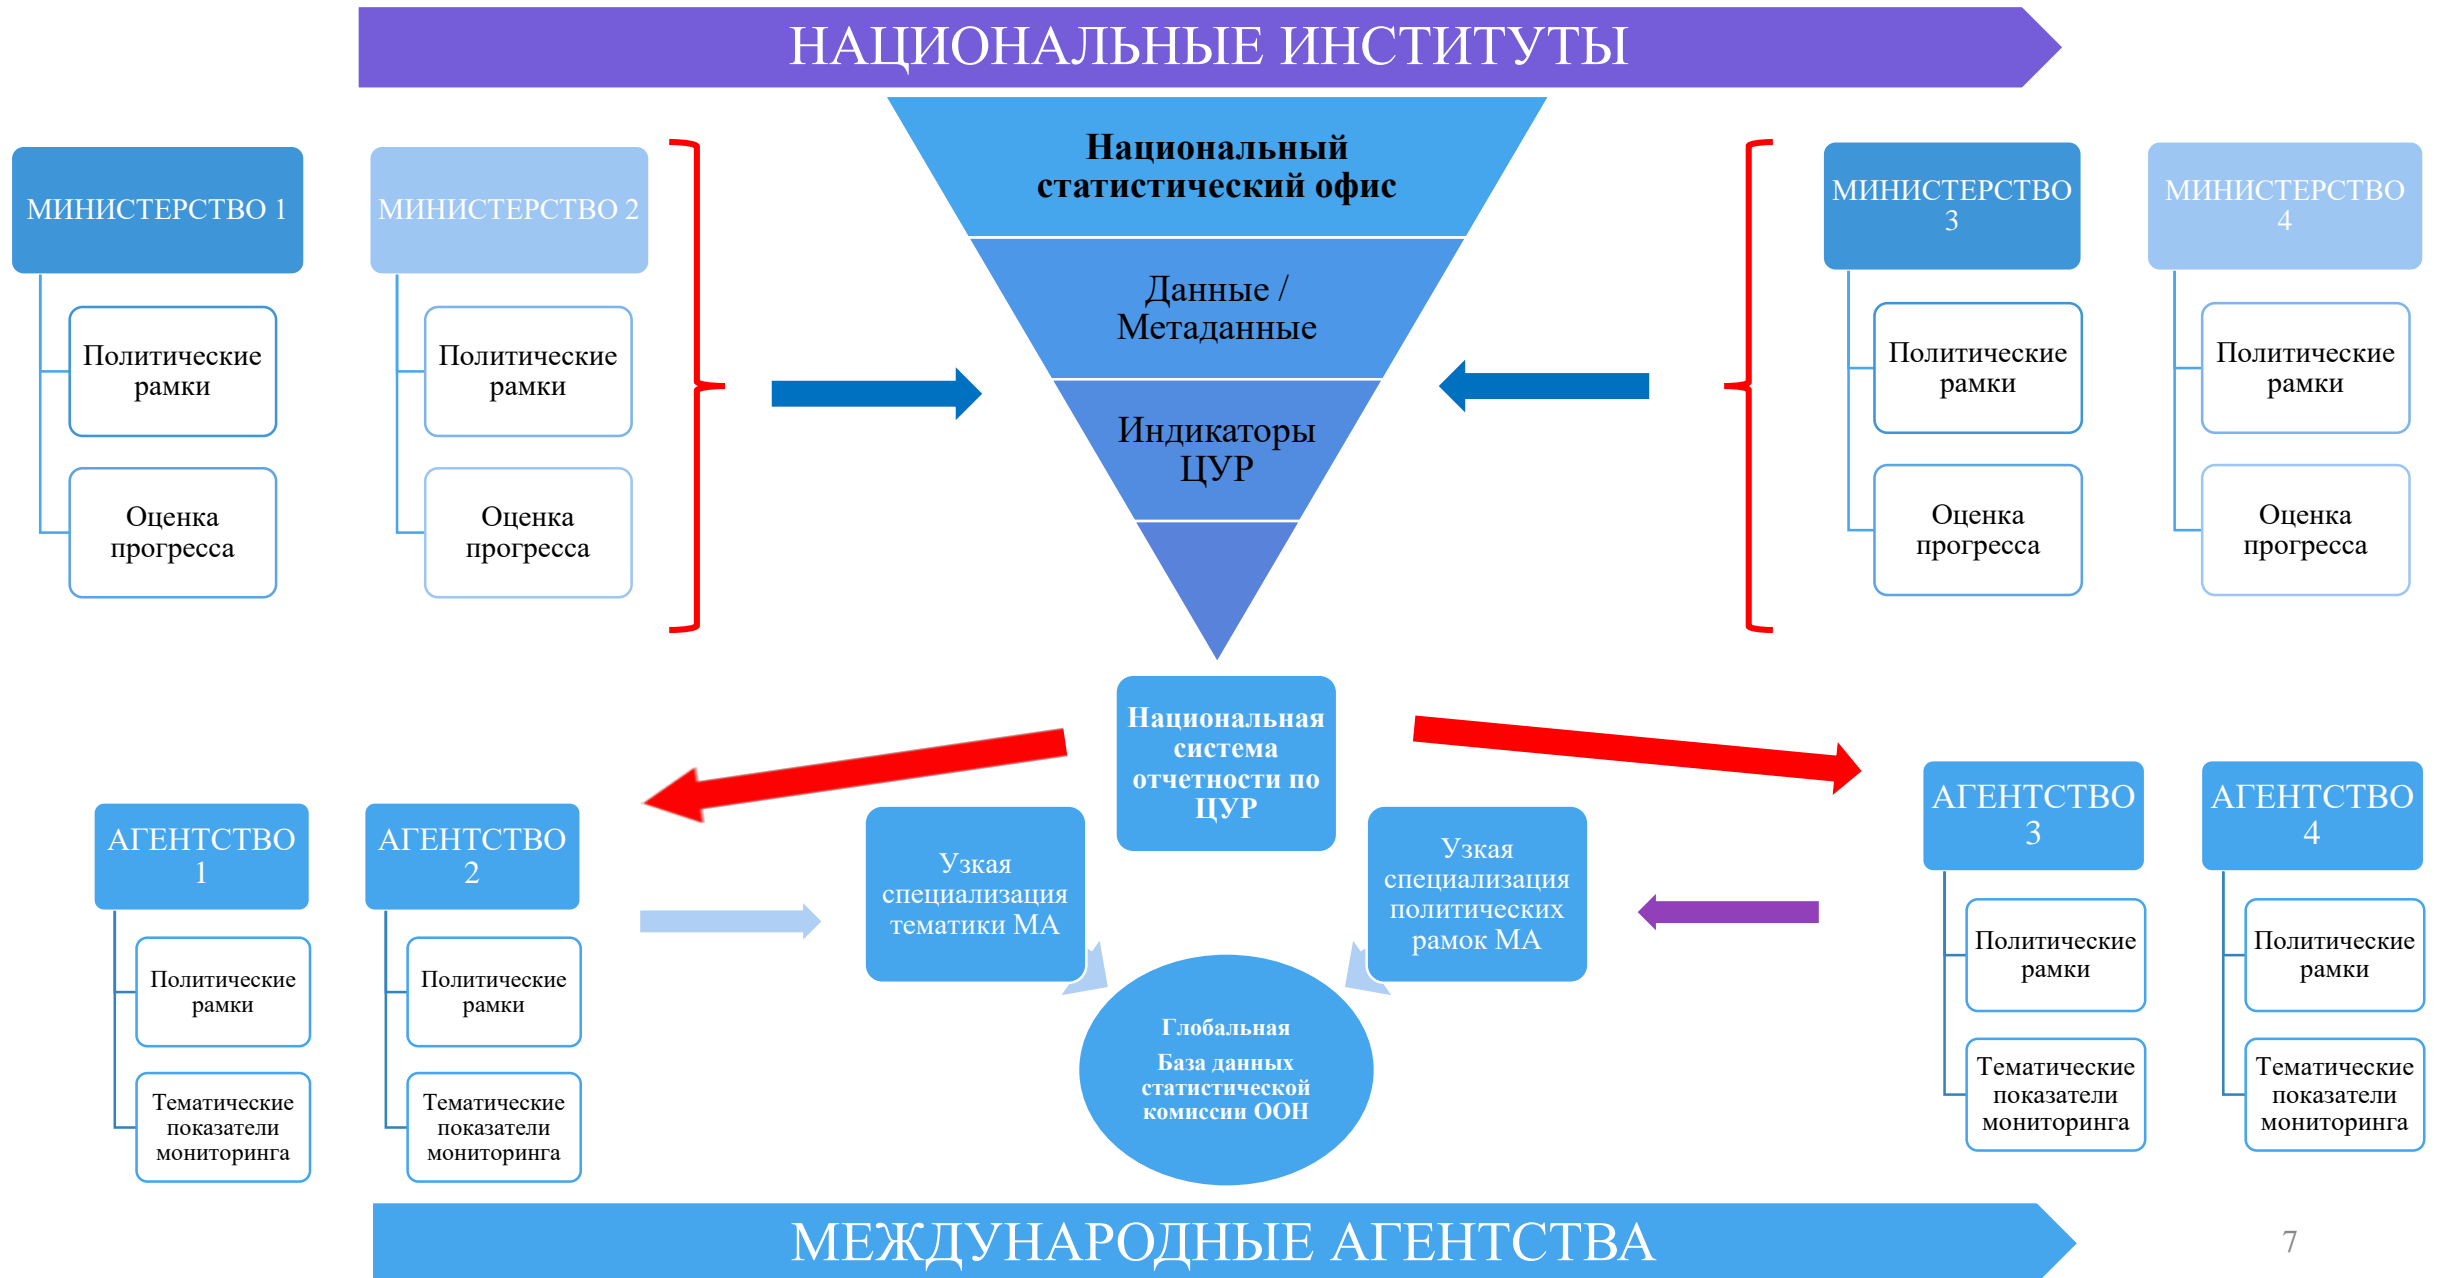 НАЦИОНАЛЬНЫЕ ИНСТИТУТЫ
МИНИСТЕРСТВО 1
Политические
рамки
Оценка
прогресса
МИНИСТЕРСТВО 2
Политические
рамки
Оценка
прогресса
Национальный
статистический офис
Данные /
Метаданные
Индикаторы
ЦУР
МИНИСТЕРСТВО
3
Политические
рамки
Оценка
прогресса
МИНИСТЕРСТВО
4
Политические
рамки
Оценка
прогресса
Национальная
система
отчетности по
ЦУР
АГЕНТСТВО
1
Политические
рамки
Тематические
показатели
мониторинга
АГЕНТСТВО
2
Политические
рамки
Тематические
показатели
мониторинга
Узкая
специализация
тематики МА
Узкая
специализация
политических
рамок МА
Глобальная
База данных
статистической
комиссии ООН
АГЕНТСТВО
3
Политические
рамки
Тематические
показатели
мониторинга
АГЕНТСТВО
4
Политические
рамки
Тематические
показатели
мониторинга
МЕЖДУНАРОДНЫЕ АГЕНТСТВА
7